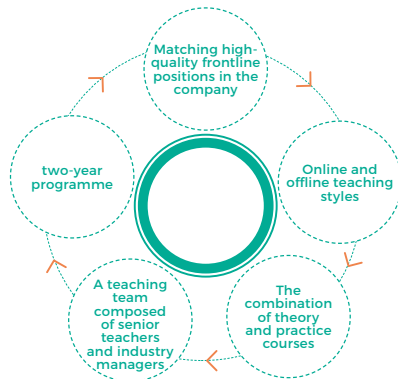 Matching high-
quality frontline
positions in the
company
Online and
offline teaching
styles
The
combination
of theory
and practice
courses
A teaching
team
composed
of senior
teachers
and industry
managers
two-year
programme